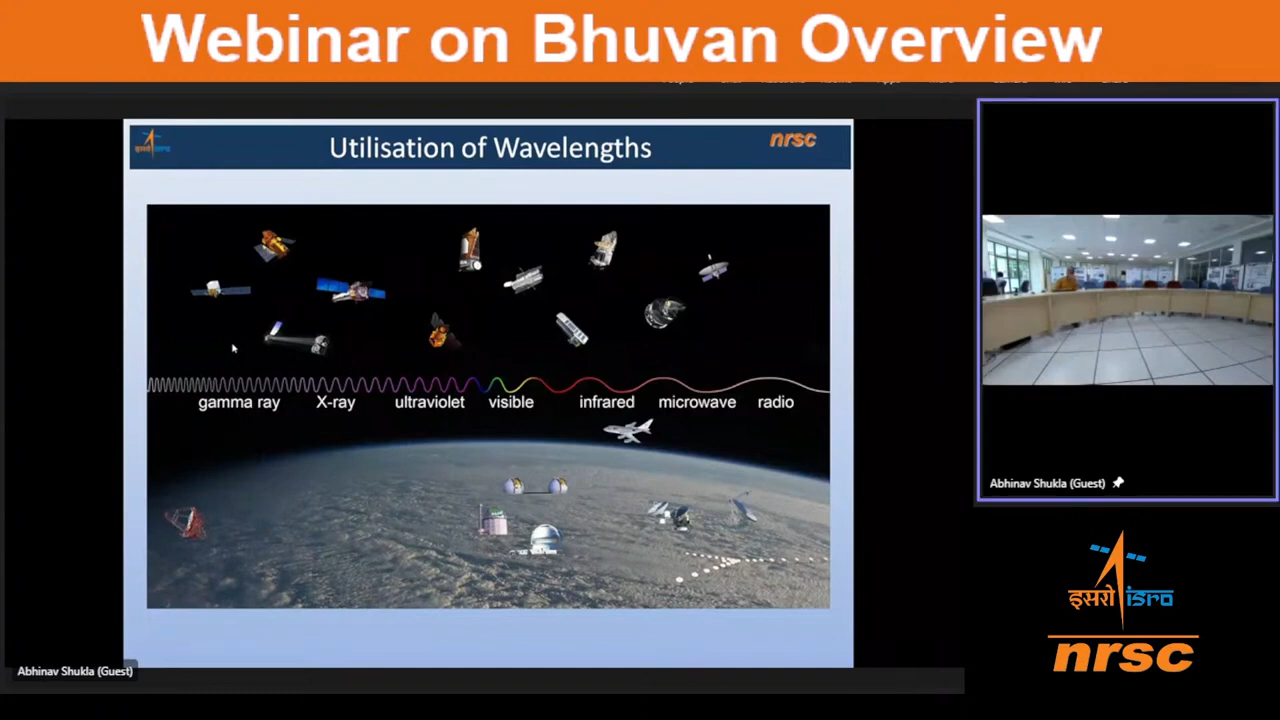 Webinar on Bhuvan Overview
Utilisation of Wavelengths
nrsc
gamma ray X-ray ultraviolet visible infrared microwave radio
Abhinav Shukla (Guest)
Abhinav Shukla (Guest)
इसरो isro
nrsc